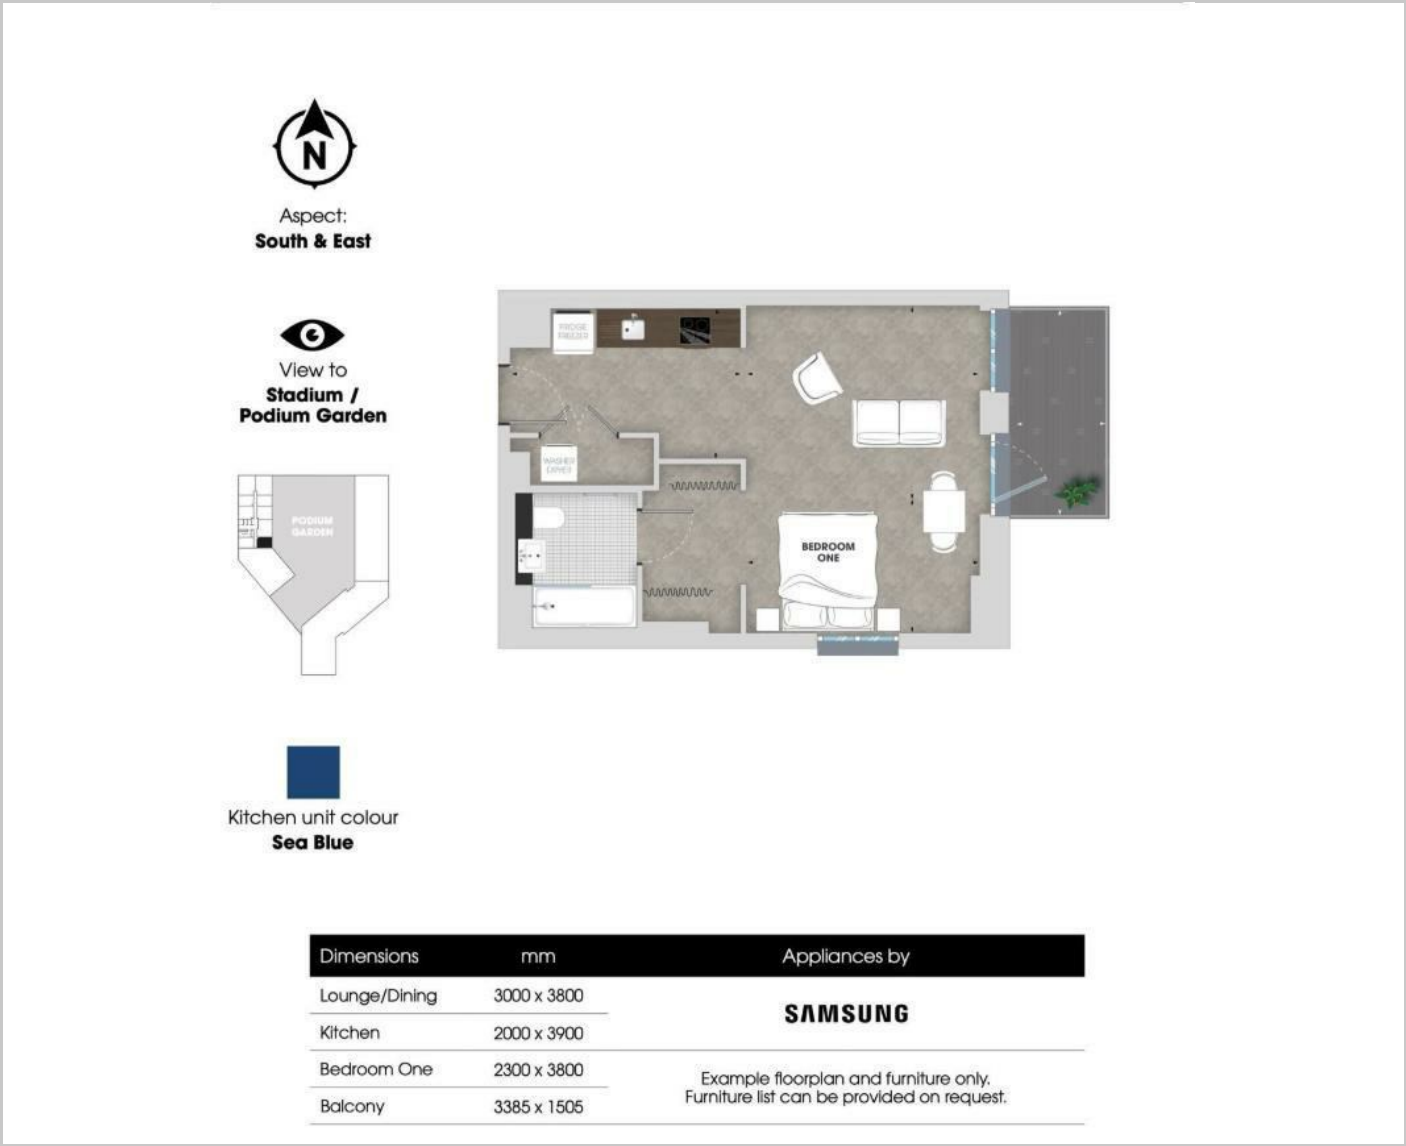 N
Aspect:
South & East
View to
Stadium /
Podium Garden
PODIUM
GARDEN
Kitchen unit colour
Sea Blue
FRIDGE
FREEZER
WASHER
DRYER
BEDROOM
ONE
Dimensions mm Appliances by
Lounge/Dining 3000 x 3800
SAMSUNG
Kitchen 2000 x 3900
Bedroom One 2300 x 3800
Example floorplan and furniture only.
Furniture list can be provided on request.
Balcony 3385 x 1505